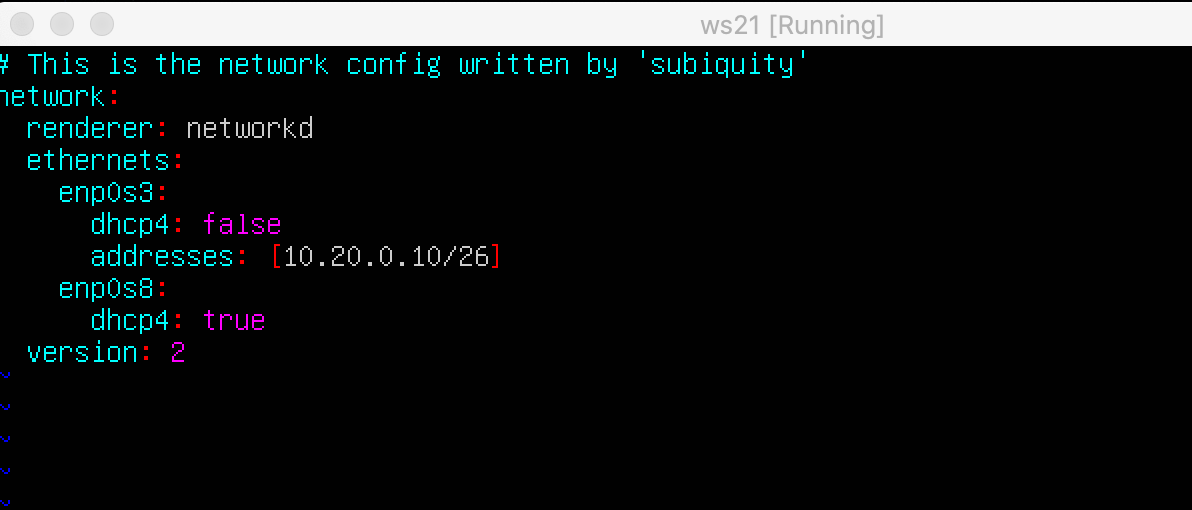 ws21 [Running]
# This is the network config written by 'subiquity'
network:
  renderer: networkd
  ethernets:
    enp0s3:
      dhcp4: false
      addresses: [10.20.0.10/26]
    enp0s8:
      dhcp4: true
  version: 2
~
~
~
~
~